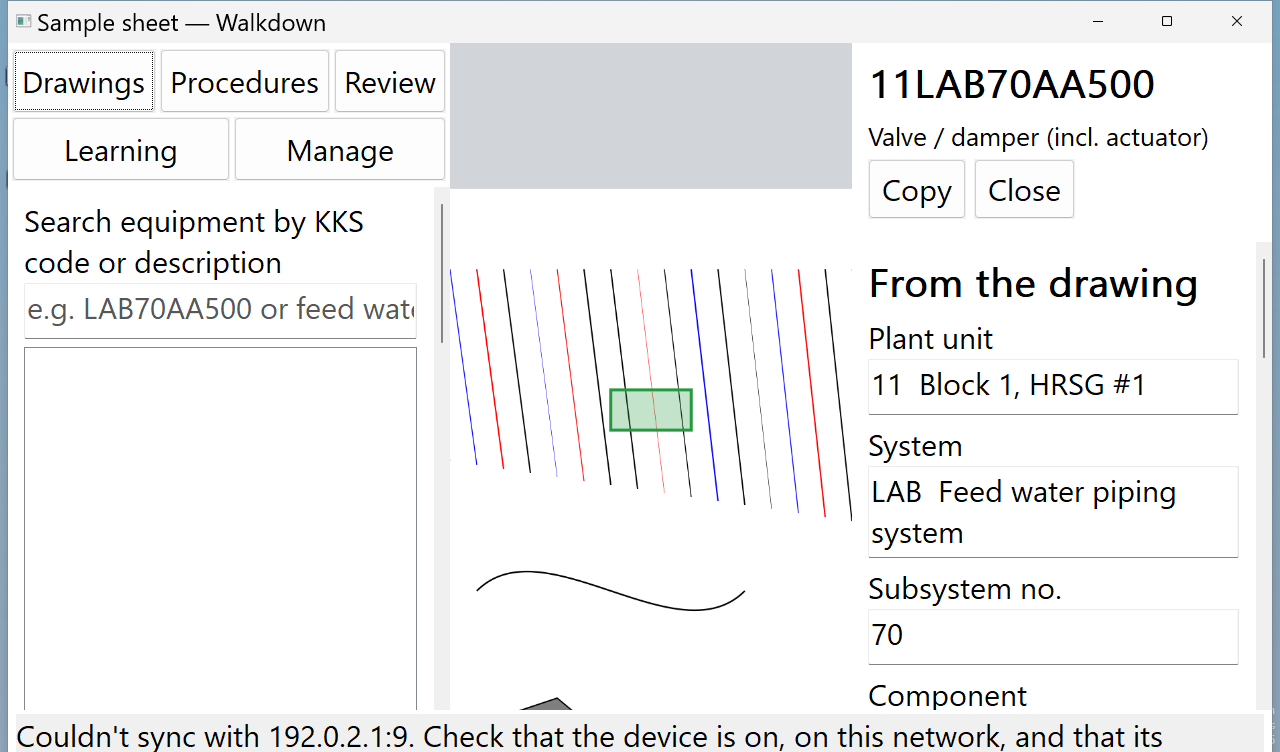 Sample sheet — Walkdown
Drawings
Procedures
Review
Learning
Manage
Search equipment by KKS
code or description
e.g. LAB70AA500 or feed wate
11LAB70AA500
Valve / damper (incl. actuator)
Copy
Close
From the drawing
Plant unit
11 Block 1, HRSG #1
System
LAB Feed water piping
system
Subsystem no.
70
Component
Couldn't sync with 192.0.2.1:9. Check that the device is on, on this network, and that its